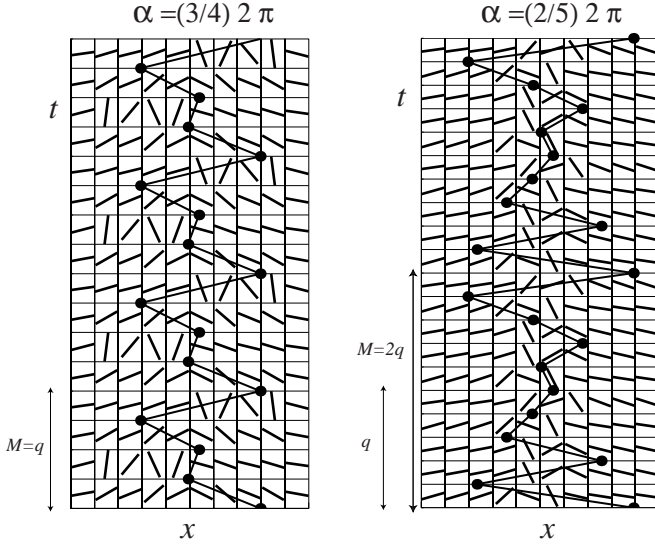 α =(3/4) 2 π
t
M=q
x
α =(2/5) 2 π
t
M=2q
q
x